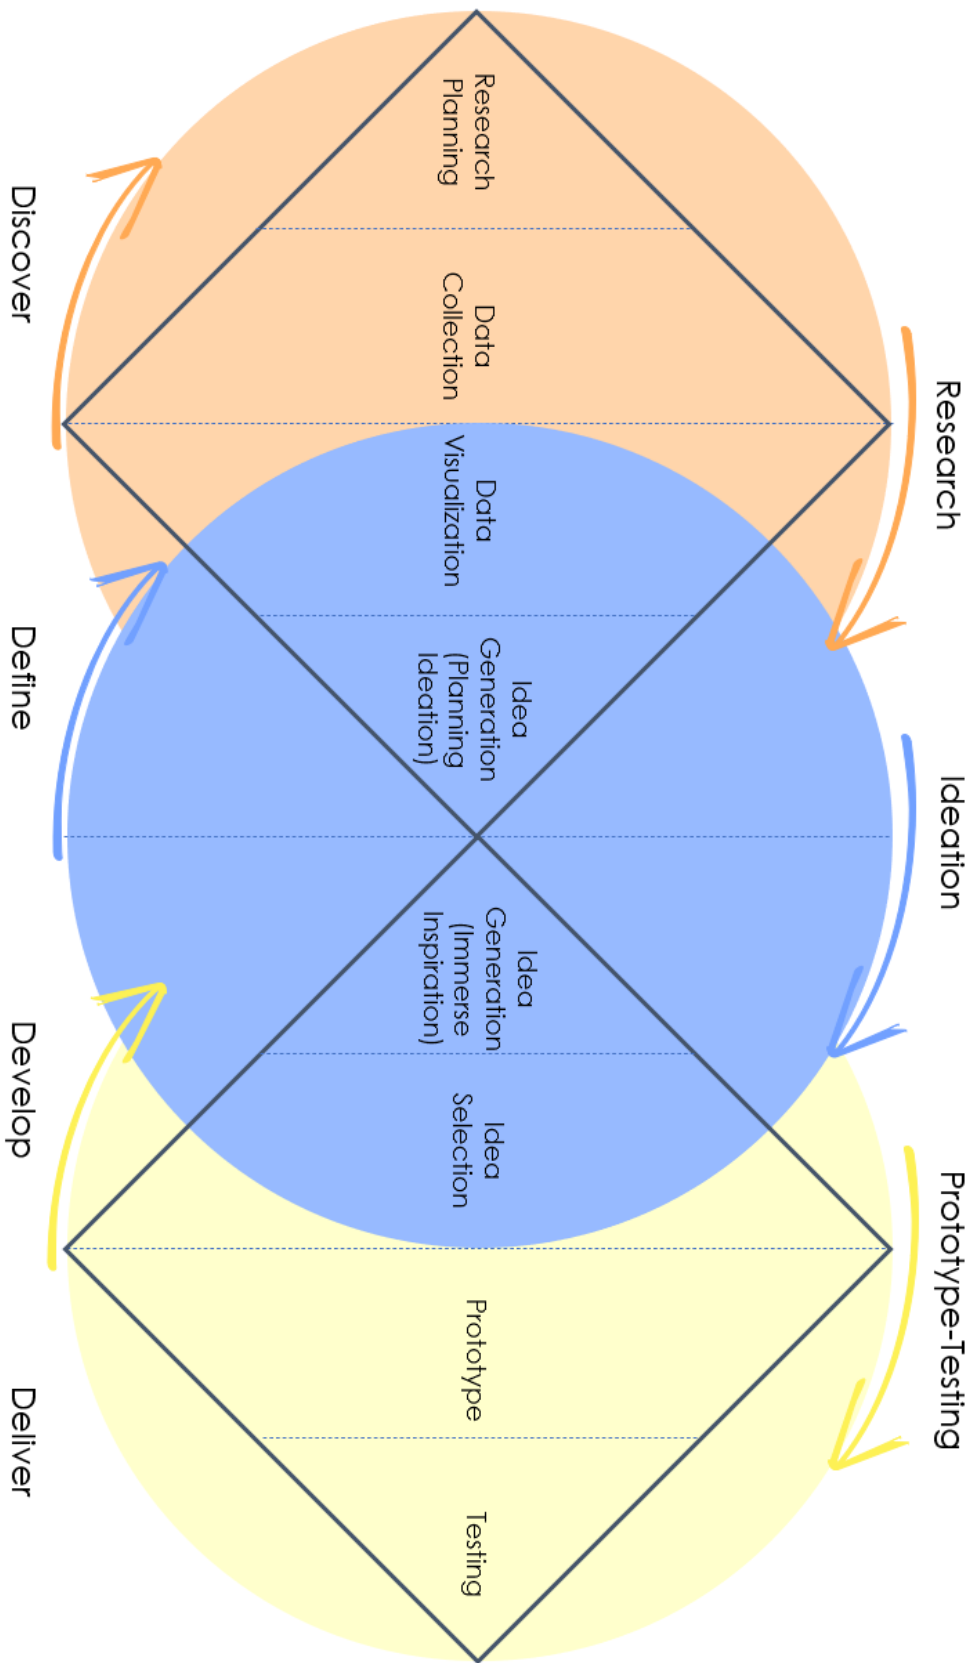 Research
Ideation
Prototype-Testing
Research
Planning
Data
Collection
Data
Visualization
Idea
Generation
(Planning
Ideation)
Idea
Generation
(Immerse
Inspiration)
Idea
Selection
Prototype
Testing
Discover
Define
Develop
Deliver